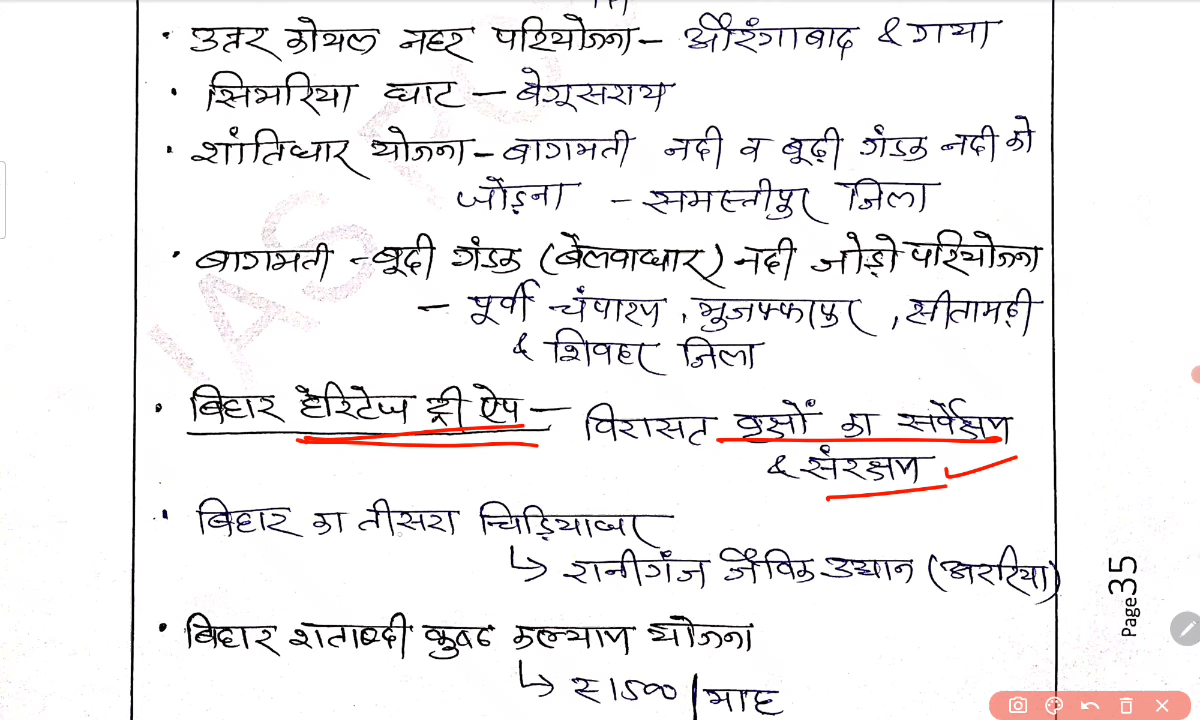 • उत्तर कोयल नहर परियोजना - औरंगाबाद & गया
• सिमरिया घाट - बेगूसराय
• शांतिधार योजना - बागमती नदी व बूढ़ी गंडक नदी को
जोड़ना - समस्तीपुर जिला
• बागमती - बूढ़ी गंडक (बेलवाधार) नदी जोड़ो परियोजना
- पूर्वी चंपारण, मुजफ्फरपुर, सीतामढ़ी
& शिवहर जिला
• बिहार हेरिटेज ट्री ऐप - विरासत वृक्षों का सर्वेक्षण
& संरक्षण
• बिहार का तीसरा चिड़ियाघर
↳ रानीगंज जैविक उद्यान (अररिया)
• बिहार शताब्दी कुष्ठ कल्याण योजना
↳ ₹1500/माह
Page 35
IAS